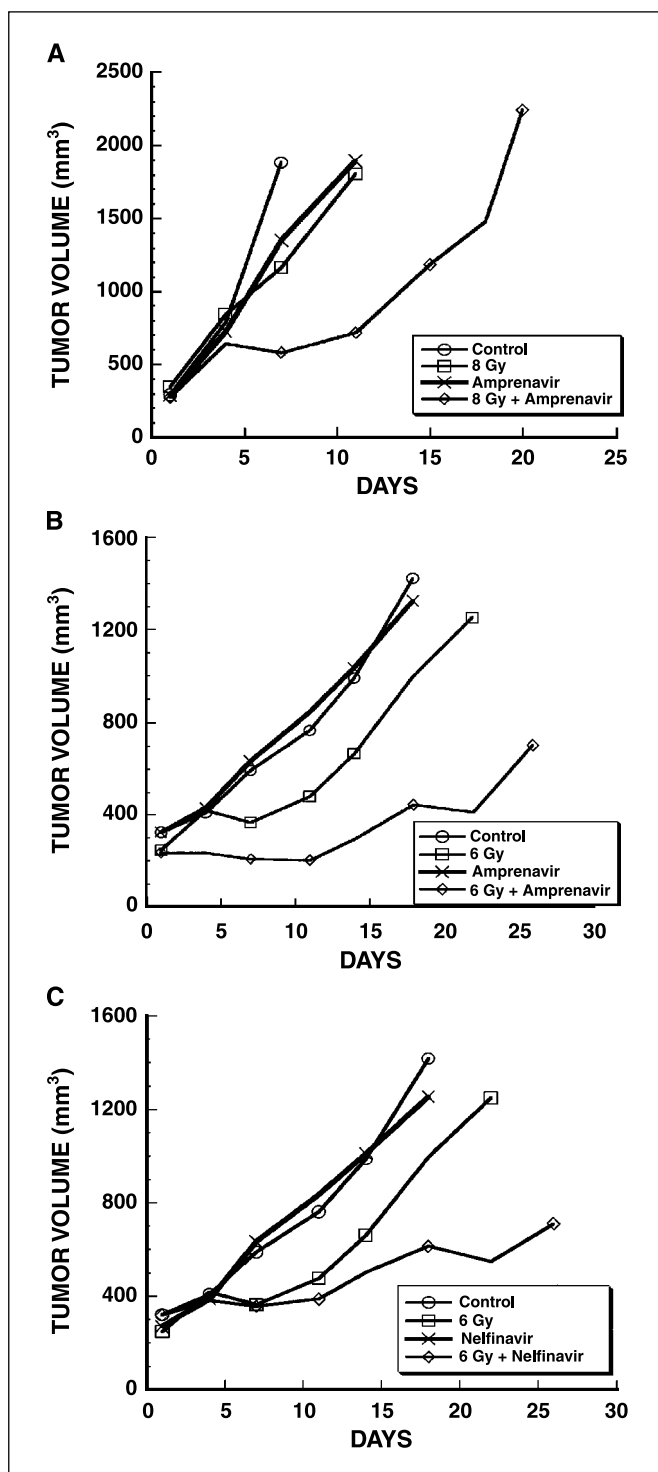 A
TUMOR VOLUME (mm³)
2500
2000
1500
1000
500
0
0 5 10 15 20 25
DAYS
Control
8 Gy
Amprenavir
8 Gy + Amprenavir
B
TUMOR VOLUME (mm³)
1600
1200
800
400
0
0 5 10 15 20 25 30
DAYS
Control
6 Gy
Amprenavir
6 Gy + Amprenavir
C
TUMOR VOLUME (mm³)
1600
1200
800
400
0
0 5 10 15 20 25 30
DAYS
Control
6 Gy
Nelfinavir
6 Gy + Nelfinavir